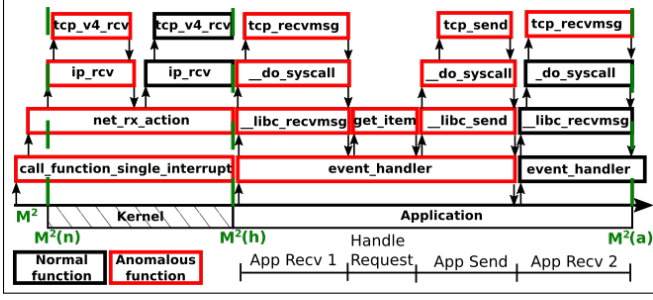 tcp_v4_rcv tcp_v4_rcv tcp_recvmsg tcp_send tcp_recvmsg
ip_rcv ip_rcv __do_syscall __do_syscall _do_syscall
net_rx_action __libc_recvmsg get_item __libc_send __libc_recvmsg
call_function_single_interrupt event_handler event_handler
M² Kernel Application
M²(n) M²(h) Handle M²(a)
Normal function Anomalous function
App Recv 1 Request App Send App Recv 2